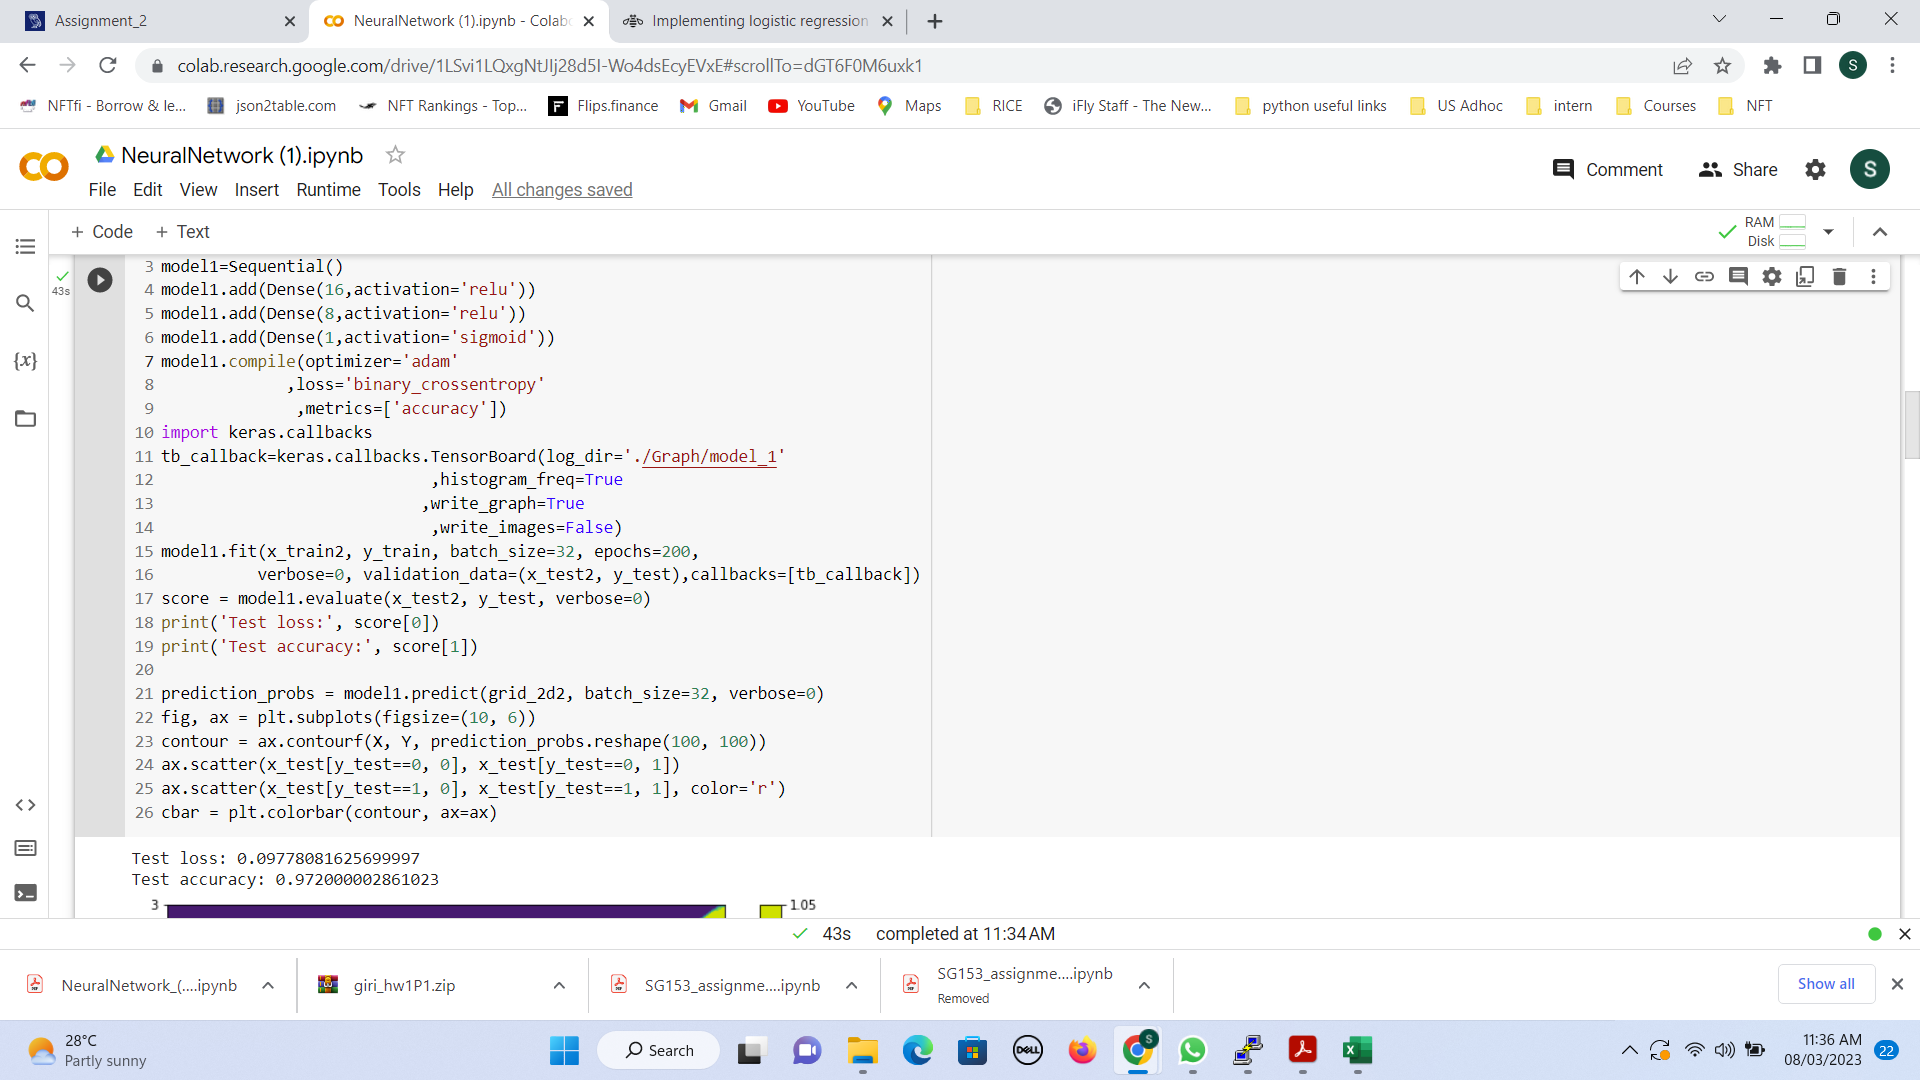 Assignment_2
NeuralNetwork (1).ipynb - Colab
Implementing logistic regression
colab.research.google.com/drive/1LSvi1LQxgNtJIj28d5I-Wo4dsEcyEVxE#scrollTo=dGT6F0M6uxk1
S
NFTfi - Borrow & le...
json2table.com
NFT Rankings - Top...
Flips.finance
Gmail
YouTube
Maps
RICE
iFly Staff - The New...
python useful links
US Adhoc
intern
Courses
NFT
NeuralNetwork (1).ipynb
File Edit View Insert Runtime Tools Help All changes saved
Comment
Share
S
+ Code + Text
RAM
Disk
43s
3 model1=Sequential()
4 model1.add(Dense(16,activation='relu'))
5 model1.add(Dense(8,activation='relu'))
6 model1.add(Dense(1,activation='sigmoid'))
7 model1.compile(optimizer='adam'
8 ,loss='binary_crossentropy'
9 ,metrics=['accuracy'])
10 import keras.callbacks
11 tb_callback=keras.callbacks.TensorBoard(log_dir='./Graph/model_1'
12 ,histogram_freq=True
13 ,write_graph=True
14 ,write_images=False)
15 model1.fit(x_train2, y_train, batch_size=32, epochs=200,
16 verbose=0, validation_data=(x_test2, y_test),callbacks=[tb_callback])
17 score = model1.evaluate(x_test2, y_test, verbose=0)
18 print('Test loss:', score[0])
19 print('Test accuracy:', score[1])
20
21 prediction_probs = model1.predict(grid_2d2, batch_size=32, verbose=0)
22 fig, ax = plt.subplots(figsize=(10, 6))
23 contour = ax.contourf(X, Y, prediction_probs.reshape(100, 100))
24 ax.scatter(x_test[y_test==0, 0], x_test[y_test==0, 1])
25 ax.scatter(x_test[y_test==1, 0], x_test[y_test==1, 1], color='r')
26 cbar = plt.colorbar(contour, ax=ax)
{x}
Test loss: 0.09778081625699997
Test accuracy: 0.972000002861023
3
1.05
43s completed at 11:34 AM
NeuralNetwork_(....ipynb
giri_hw1P1.zip
SG153_assignme....ipynb
SG153_assignme....ipynb
Removed
Show all
28°C
Partly sunny
Search
DELL
S
11:36 AM
08/03/2023
22